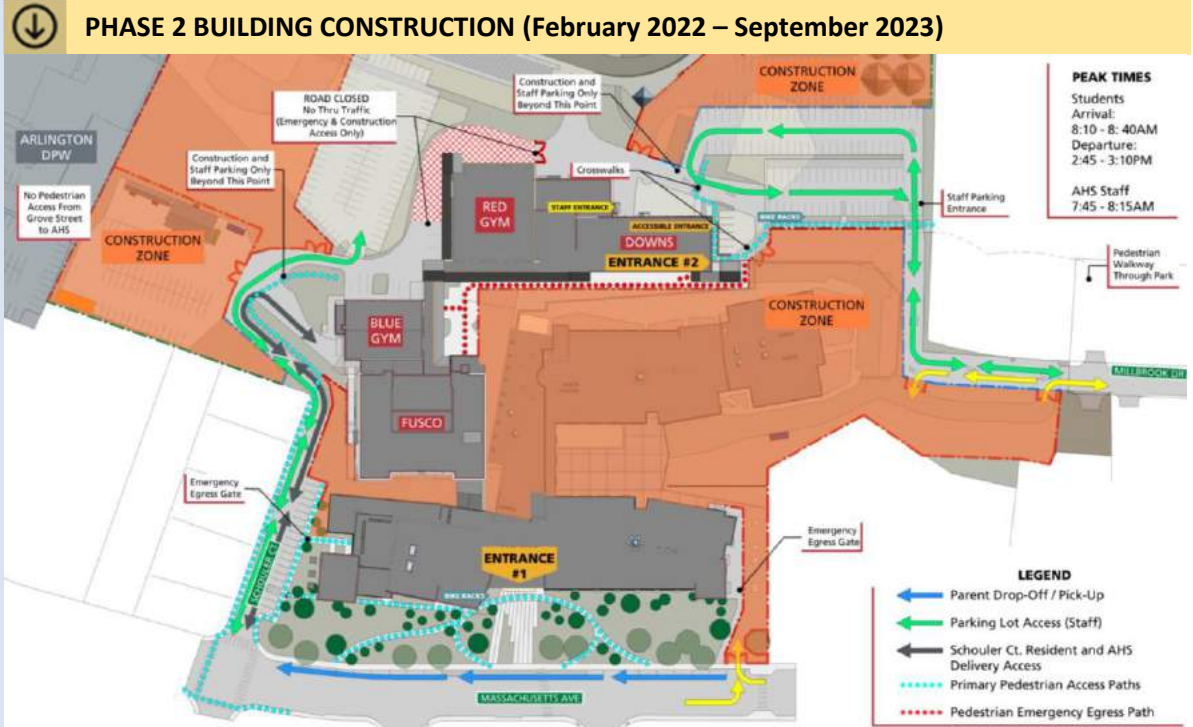 PHASE 2 BUILDING CONSTRUCTION (February 2022 – September 2023)
ARLINGTON
DPW
No Pedestrian
Access From
Grove Street
to AHS
CONSTRUCTION
ZONE
Construction and
Staff Parking Only
Beyond This Point
ROAD CLOSED
No Thru Traffic
(Emergency & Construction
Access Only)
Construction and
Staff Parking Only
Beyond This Point
CONSTRUCTION
ZONE
PEAK TIMES
Students
Arrival:
8:10 - 8: 40AM
Departure:
2:45 - 3:10PM
AHS Staff
7:45 - 8:15AM
Crosswalks
RED
GYM
STAFF ENTRANCE
ACCESSIBLE ENTRANCE
DOWNS
ENTRANCE #2
BIKE RACKS
Staff Parking
Entrance
Pedestrian
Walkway
Through Park
CONSTRUCTION
ZONE
BLUE
GYM
FUSCO
MILLBROOK DR
Emergency
Egress Gate
SCHOULER CT
ENTRANCE
#1
BIKE RACKS
Emergency
Egress Gate
MASSACHUSETTS AVE
LEGEND
Parent Drop-Off / Pick-Up
Parking Lot Access (Staff)
Schouler Ct. Resident and AHS
Delivery Access
Primary Pedestrian Access Paths
Pedestrian Emergency Egress Path